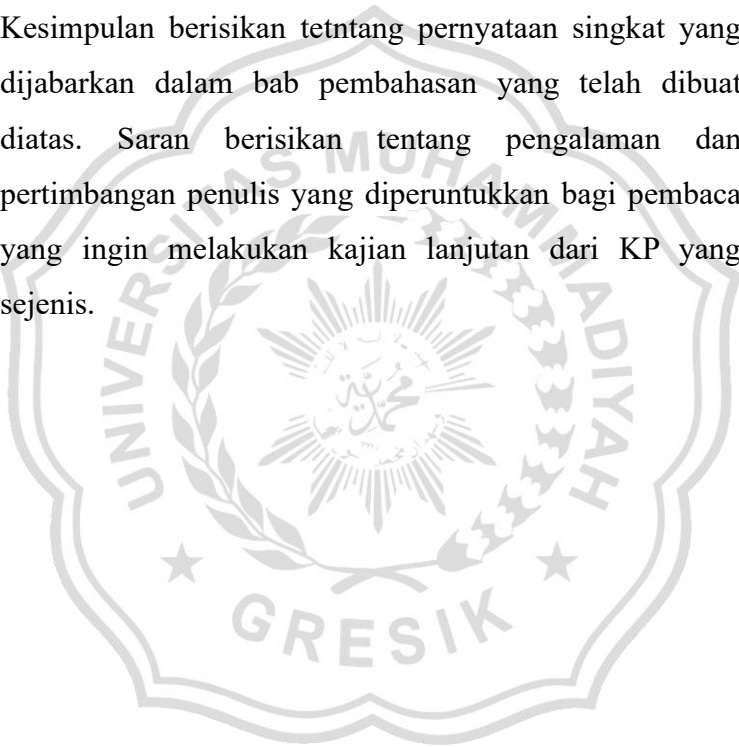 Kesimpulan berisikan tetntang pernyataan singkat yang
dijabarkan dalam bab pembahasan yang telah dibuat
diatas. Saran berisikan tentang pengalaman dan
pertimbangan penulis yang diperuntukkan bagi pembaca
yang ingin melakukan kajian lanjutan dari KP yang
sejenis.
UNIVERSITAS MUHAMMADIYAH
GRESIK